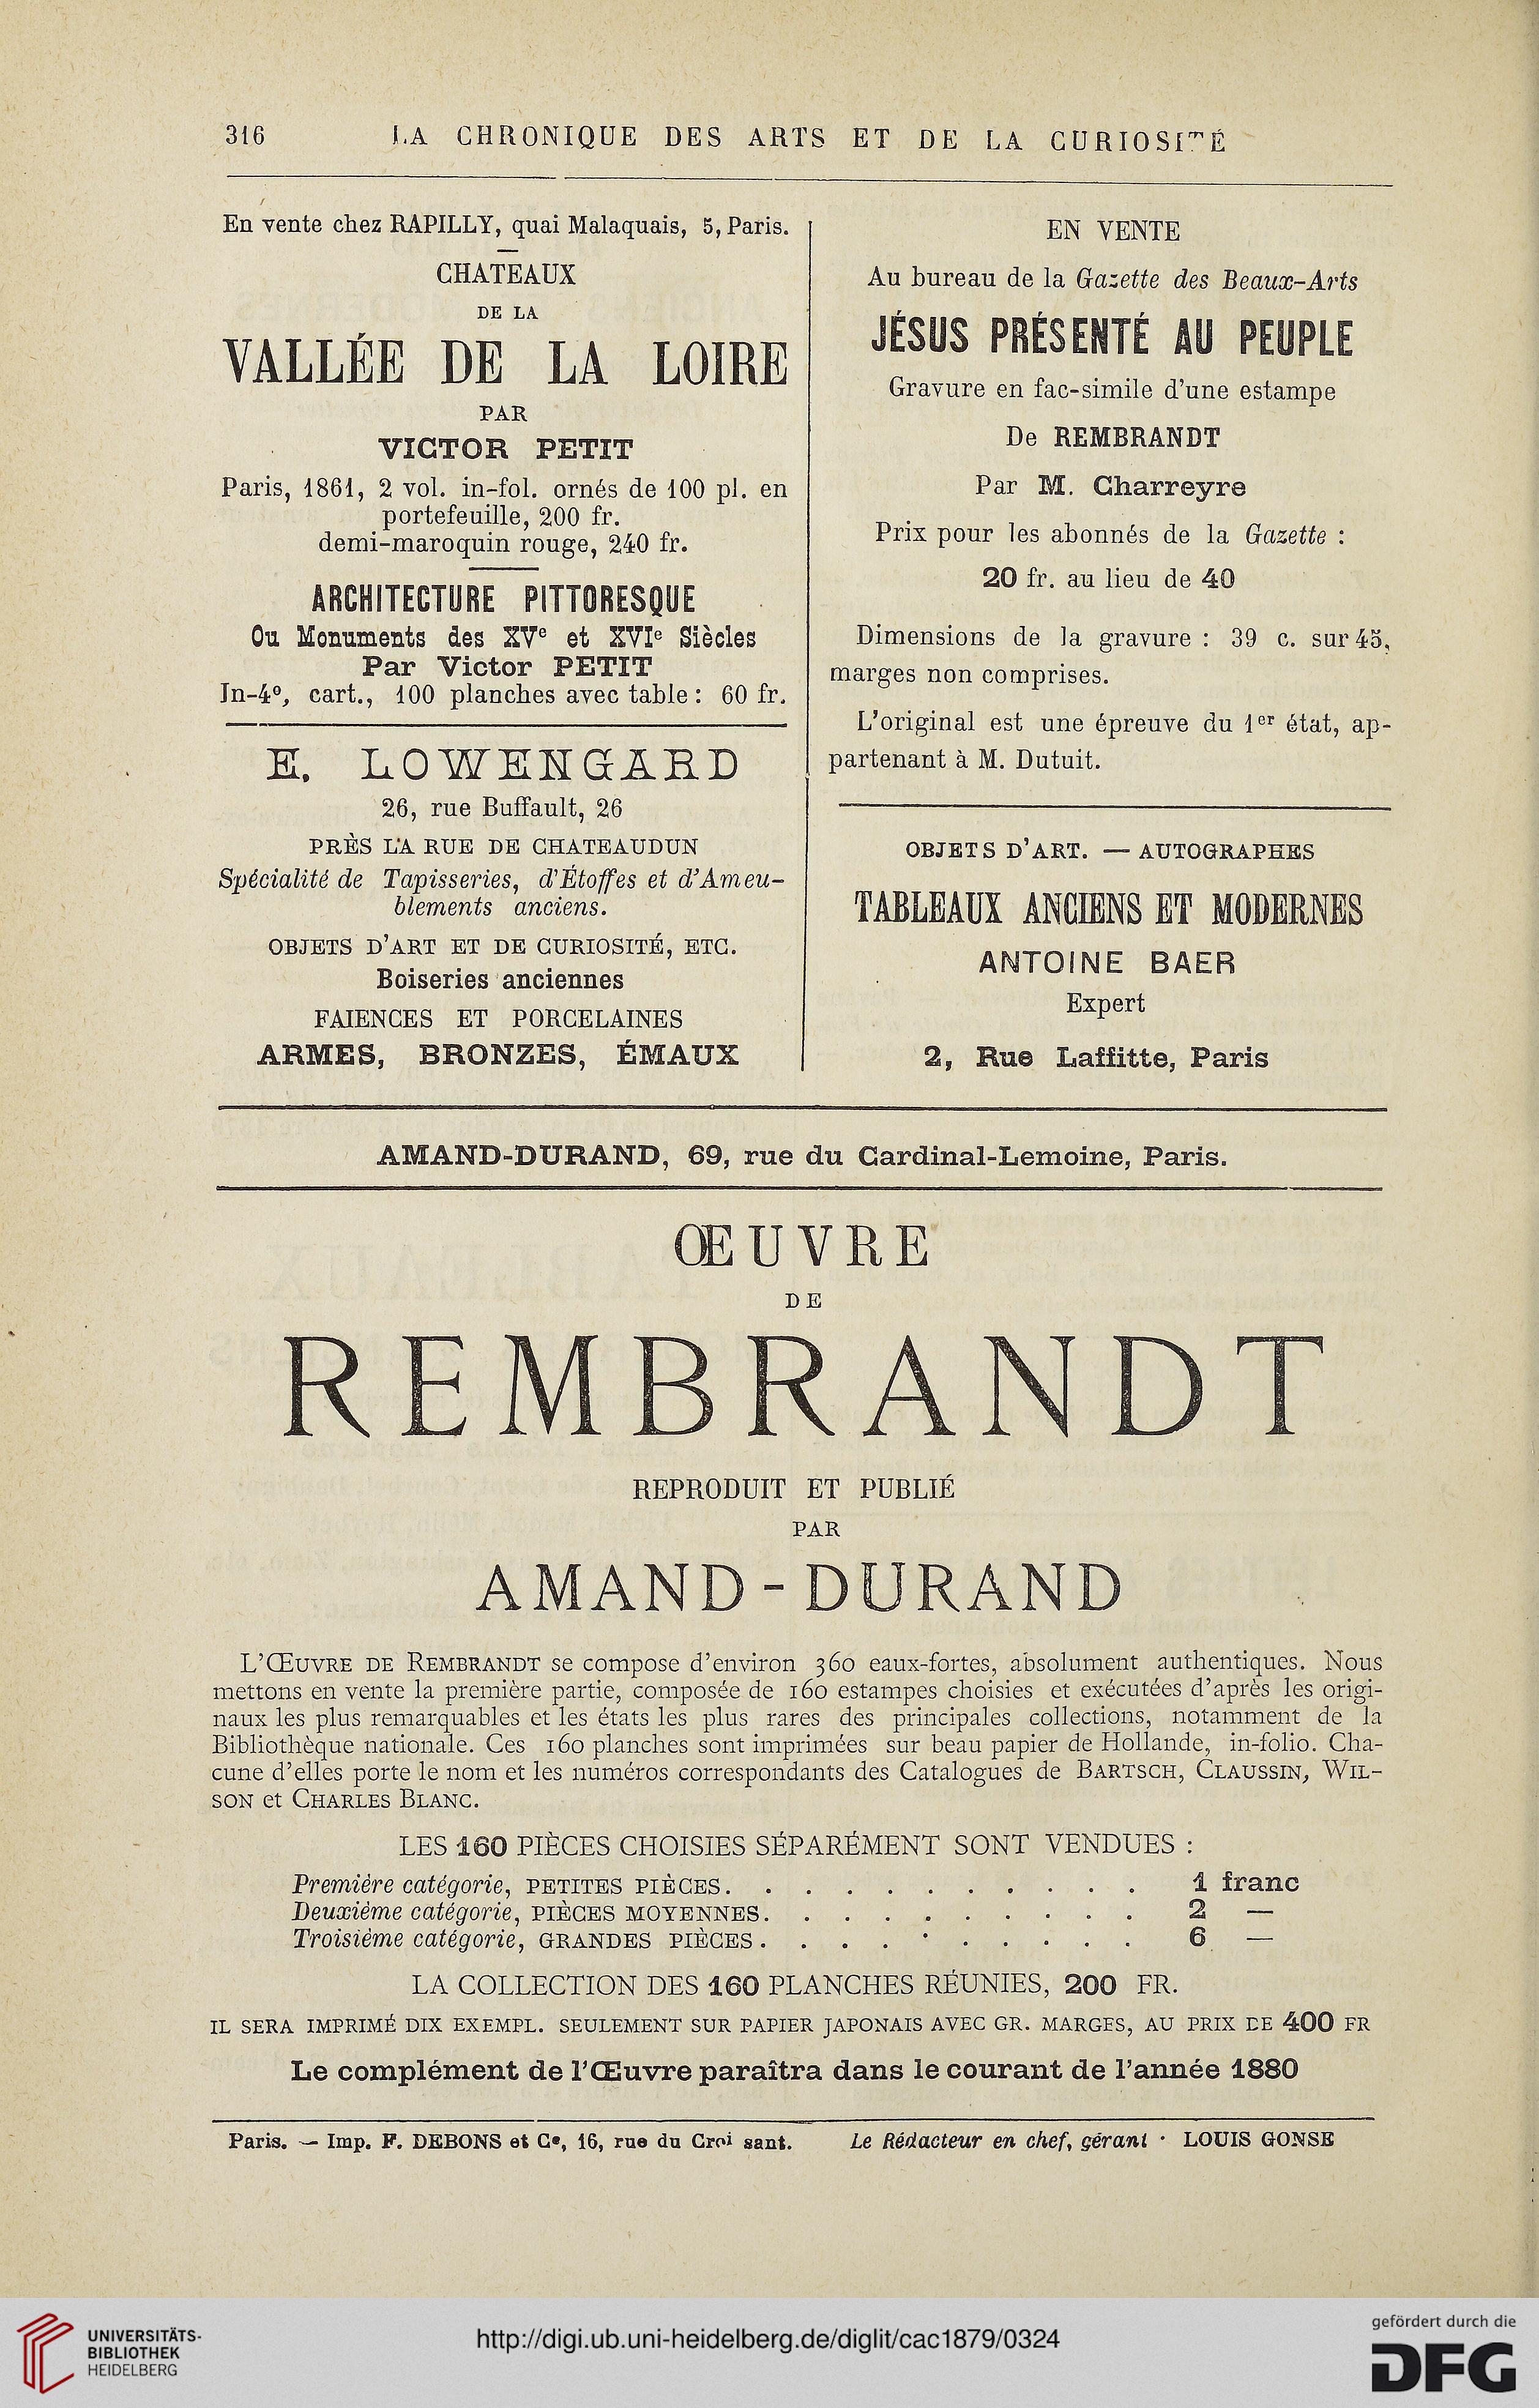 316 LA CHRONIQUE DES ARTS ET DE LA CURIOSITÉ
En vente chez RAPILLY, quai Malaquais, 5, Paris.
CHATEAUX
DE LA
VALLÉE DE LA LOIRE
PAR
VICTOR PETIT
Paris, 1861, 2 vol. in-fol. ornés de 100 pl. en
portefeuille, 200 fr.
demi-maroquin rouge, 240 fr.
ARCHITECTURE PITTORESQUE
Ou Monuments des XVe et XVIe Siècles
Par Victor PETIT
In-4º, cart., 100 planches avec table : 60 fr.
E. LOWENGARD
26, rue Buffault, 26
PRÈS LA RUE DE CHATEAUDUN
Spécialité de Tapisseries, d'Étoffes et d'Ameu-
blements anciens.
OBJETS D'ART ET DE CURIOSITÉ, ETC.
Boiseries anciennes
FAIENCES ET PORCELAINES
ARMES, BRONZES, ÉMAUX
EN VENTE
Au bureau de la Gazette des Beaux-Arts
JÉSUS PRÉSENTÉ AU PEUPLE
Gravure en fac-simile d'une estampe
De REMBRANDT
Par M. Charreyre
Prix pour les abonnés de la Gazette :
20 fr. au lieu de 40
Dimensions de la gravure : 39 c. sur 45,
marges non comprises.
L'original est une épreuve du 1er état, ap-
partenant à M. Dutuit.
OBJETS D'ART. — AUTOGRAPHES
TABLEAUX ANCIENS ET MODERNES
ANTOINE BAER
Expert
2, Rue Laffitte, Paris
AMAND-DURAND, 69, rue du Cardinal-Lemoine, Paris.
ŒUVRE
DE
REMBRANDT
REPRODUIT ET PUBLIÉ
PAR
AMAND-DURAND
L'ŒUVRE DE REMBRANDT se compose d'environ 360 eaux-fortes, absolument authentiques. Nous
mettons en vente la première partie, composée de 160 estampes choisies et exécutées d'après les origi-
naux les plus remarquables et les états les plus rares des principales collections, notamment de la
Bibliothèque nationale. Ces 160 planches sont imprimées sur beau papier de Hollande, in-folio. Cha-
cune d'elles porte le nom et les numéros correspondants des Catalogues de BARTSCH, CLAUSSIN, WIL-
SON et CHARLES BLANC.
LES 160 PIÈCES CHOISIES SÉPARÉMENT SONT VENDUES :
Première catégorie, PETITES PIÈCES. . . . . . . . . . . 1 franc
Deuxième catégorie, PIÈCES MOYENNES. . . . . . . . . . 2 —
Troisième catégorie, GRANDES PIÈCES. . . . . . . . . . 6 —
LA COLLECTION DES 160 PLANCHES RÉUNIES, 200 FR.
IL SERA IMPRIMÉ DIX EXEMPL. SEULEMENT SUR PAPIER JAPONAIS AVEC GR. MARGES, AU PRIX DE 400 FR
Le complément de l'Œuvre paraîtra dans le courant de l'année 1880
Paris. — Imp. F. DEBONS et Ce, 16, rue du Croi sant. Le Rédacteur en chef, gérant · LOUIS GONSE
UNIVERSITÄTS-
BIBLIOTHEK
HEIDELBERG
http://digi.ub.uni-heidelberg.de/diglit/cac1879/0324
gefördert durch die
DFG